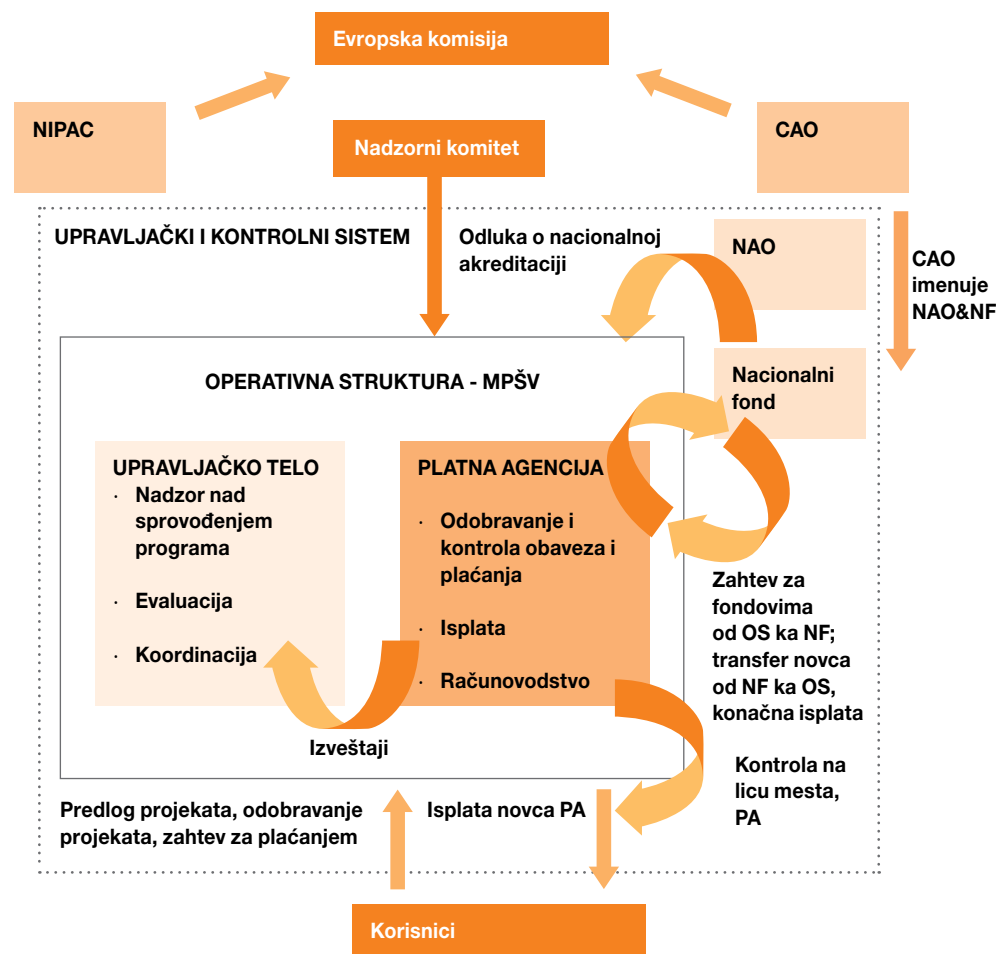 Evropska komisija
NIPAC
CAO
Nadzorni komitet
UPRAVLJAČKI I KONTROLNI SISTEM
Odluka o nacionalnoj
akreditaciji
NAO
CAO
imenuje
NAO&NF
OPERATIVNA STRUKTURA - MPŠV
Nacionalni
fond
UPRAVLJAČKO TELO
· Nadzor nad
sprovođenjem
programa
· Evaluacija
· Koordinacija
PLATNA AGENCIJA
· Odobravanje i
kontrola obaveza i
plaćanja
· Isplata
· Računovodstvo
Zahtev za
fondovima
od OS ka NF;
transfer novca
od NF ka OS,
konačna isplata
Izveštaji
Kontrola na
licu mesta,
PA
Predlog projekata, odobravanje
projekata, zahtev za plaćanjem
Isplata novca PA
Korisnici